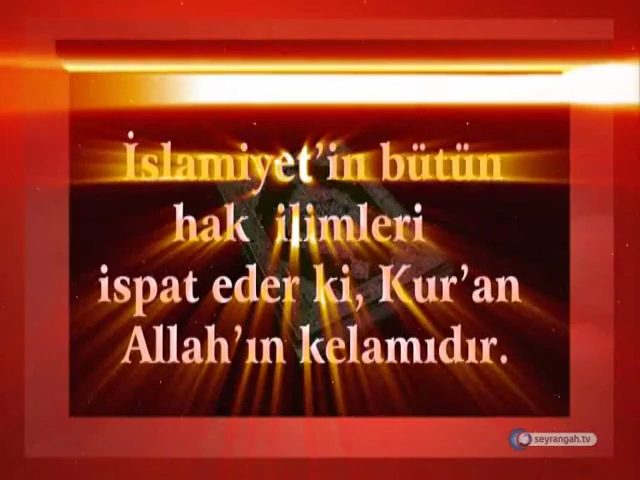 İslamiyet’in bütün
hak ilimleri
ispat eder ki, Kur’an
Allah’ın kelamıdır.
seyrangah.tv